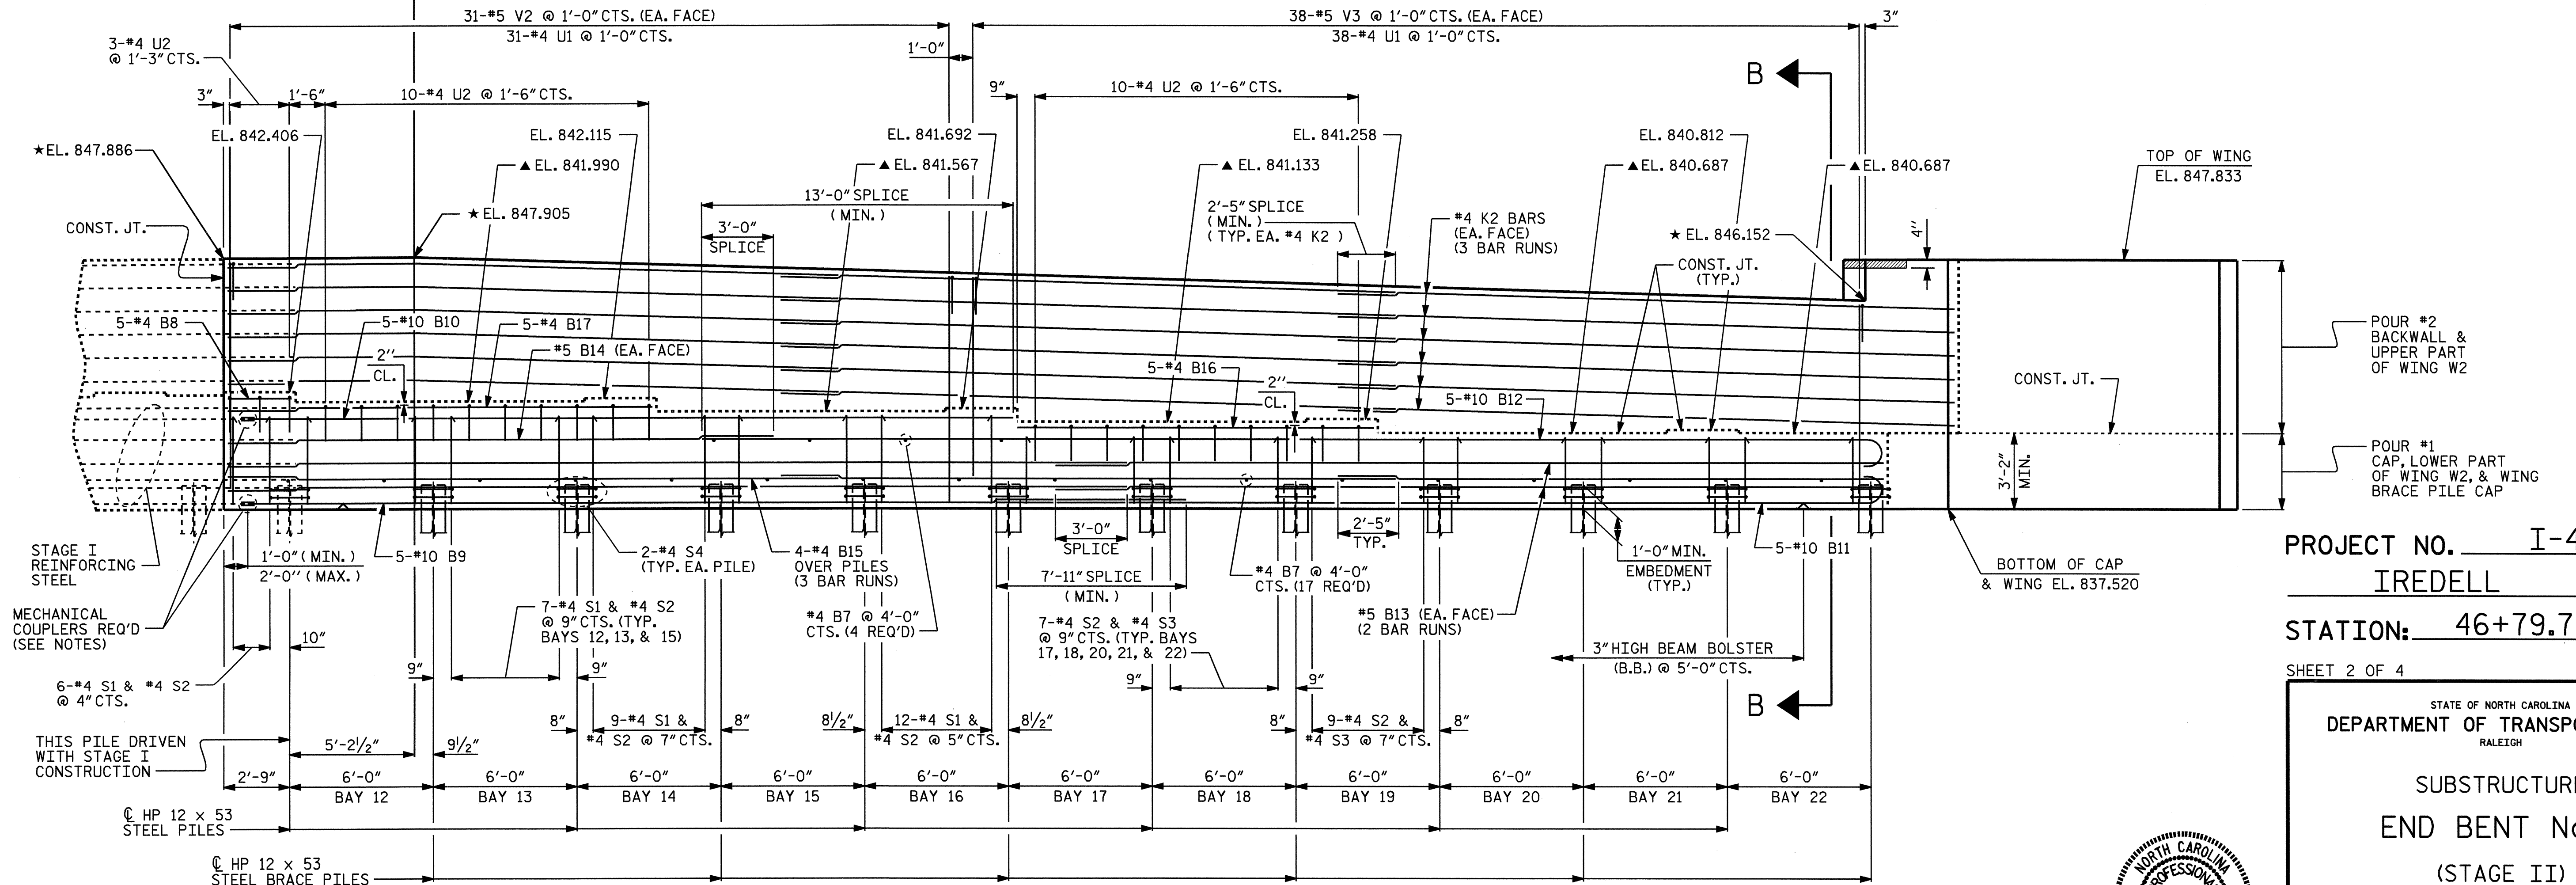 31-#5 V2 @ 1'-0" CTS. (EA. FACE)
31-#4 U1 @ 1'-0" CTS.
38-#5 V3 @ 1'-0" CTS. (EA. FACE)
38-#4 U1 @ 1'-0" CTS.
3"
3-#4 U2
@ 1'-3" CTS.
1'-0"
B
3"
1'-6"
10-#4 U2 @ 1'-6" CTS.
9"
10-#4 U2 @ 1'-6" CTS.
EL. 842.406
EL. 842.115
EL. 841.692
EL. 841.258
EL. 840.812
★EL. 847.886
▲ EL. 841.990
▲ EL. 841.567
▲ EL. 841.133
▲EL. 840.687
▲EL. 840.687
TOP OF WING
EL. 847.833
13'-0" SPLICE
(MIN.)
★ EL. 847.905
CONST. JT.
3'-0"
SPLICE
2'-5" SPLICE
(MIN.)
(TYP. EA. #4 K2 )
#4 K2 BARS
(EA. FACE)
(3 BAR RUNS)
★ EL. 846.152
4"
CONST. JT.
(TYP.)
5-#4 B8
5-#10 B10
5-#4 B17
#5 B14 (EA. FACE)
2"
CL.
5-#4 B16
2"
CL.
5-#10 B12
CONST. JT.
POUR #2
BACKWALL &
UPPER PART
OF WING W2
3'-2"
MIN.
POUR #1
CAP, LOWER PART
OF WING W2, & WING
BRACE PILE CAP
STAGE I
REINFORCING
STEEL
1'-0" (MIN.)
2'-0" (MAX.)
5-#10 B9
2-#4 S4
(TYP. EA. PILE)
4-#4 B15
OVER PILES
(3 BAR RUNS)
3'-0"
SPLICE
7'-11" SPLICE
(MIN.)
2'-5"
TYP.
1'-0" MIN.
EMBEDMENT
(TYP.)
5-#10 B11
BOTTOM OF CAP
& WING EL. 837.520
MECHANICAL
COUPLERS REQ'D
(SEE NOTES)
7-#4 S1 & #4 S2
@ 9" CTS. (TYP.
BAYS 12, 13, & 15)
#4 B7 @ 4'-0"
CTS. (4 REQ'D)
#4 B7 @ 4'-0"
CTS. (17 REQ'D)
7-#4 S2 & #4 S3
@ 9" CTS. (TYP. BAYS
17, 18, 20, 21, & 22)
#5 B13 (EA. FACE)
(2 BAR RUNS)
3" HIGH BEAM BOLSTER
(B.B.) @ 5'-0" CTS.
10"
6-#4 S1 & #4 S2
@ 4" CTS.
9"
9"
9"
9"
B
8"
9-#4 S1 &
#4 S2 @ 7" CTS.
8"
8½"
12-#4 S1 &
#4 S2 @ 5" CTS.
8½"
8"
9-#4 S2 &
#4 S3 @ 7" CTS.
8"
THIS PILE DRIVEN
WITH STAGE I
CONSTRUCTION
5'-2½"
9½"
2'-9"
6'-0"
BAY 12
6'-0"
BAY 13
6'-0"
BAY 14
6'-0"
BAY 15
6'-0"
BAY 16
6'-0"
BAY 17
6'-0"
BAY 18
6'-0"
BAY 19
6'-0"
BAY 20
6'-0"
BAY 21
6'-0"
BAY 22
℄ HP 12 x 53
STEEL PILES
℄ HP 12 x 53
STEEL BRACE PILES
PROJECT NO. I-4
IREDELL
STATION: 46+79.7
SHEET 2 OF 4
STATE OF NORTH CAROLINA
DEPARTMENT OF TRANSPO
RALEIGH
SUBSTRUCTURE
END BENT No
(STAGE II)
NORTH CAROLINA
PROFESSIONA